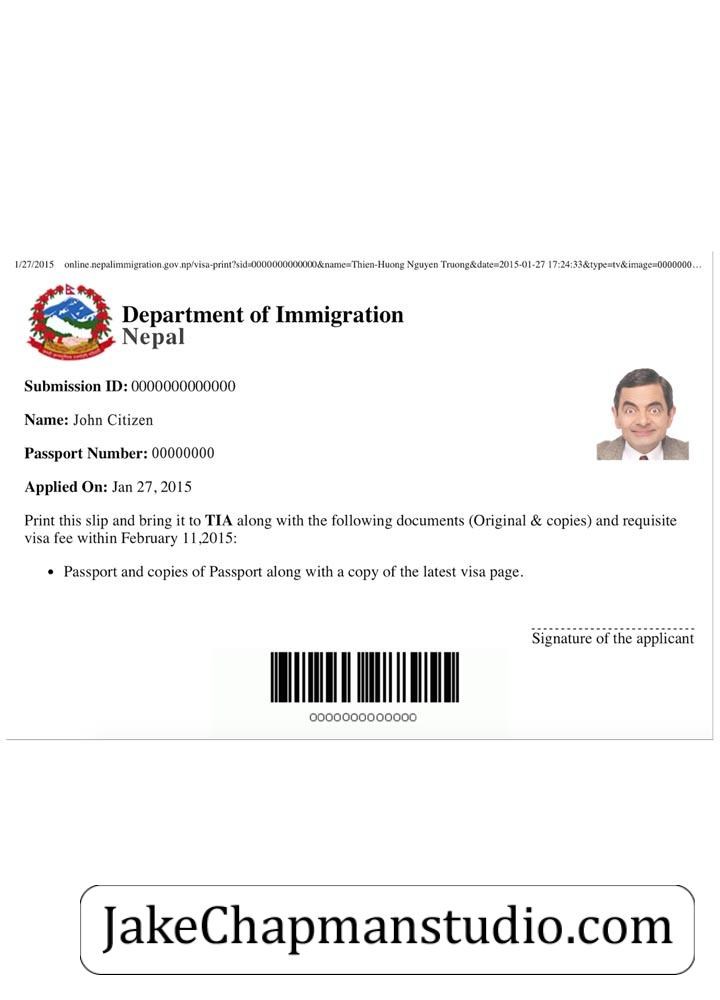 1/27/2015 online.nepalimmigration.gov.np/visa-print?sid=0000000000000&name=Thien-Huong Nguyen Truong&date=2015-01-27 17:24:33&type=tv&image=0000000...
Department of Immigration
Nepal
Submission ID: 0000000000000
Name: John Citizen
Passport Number: 00000000
Applied On: Jan 27, 2015
Print this slip and bring it to TIA along with the following documents (Original & copies) and requisite
visa fee within February 11,2015:
• Passport and copies of Passport along with a copy of the latest visa page.
Signature of the applicant
0000000000000
JakeChapmanstudio.com